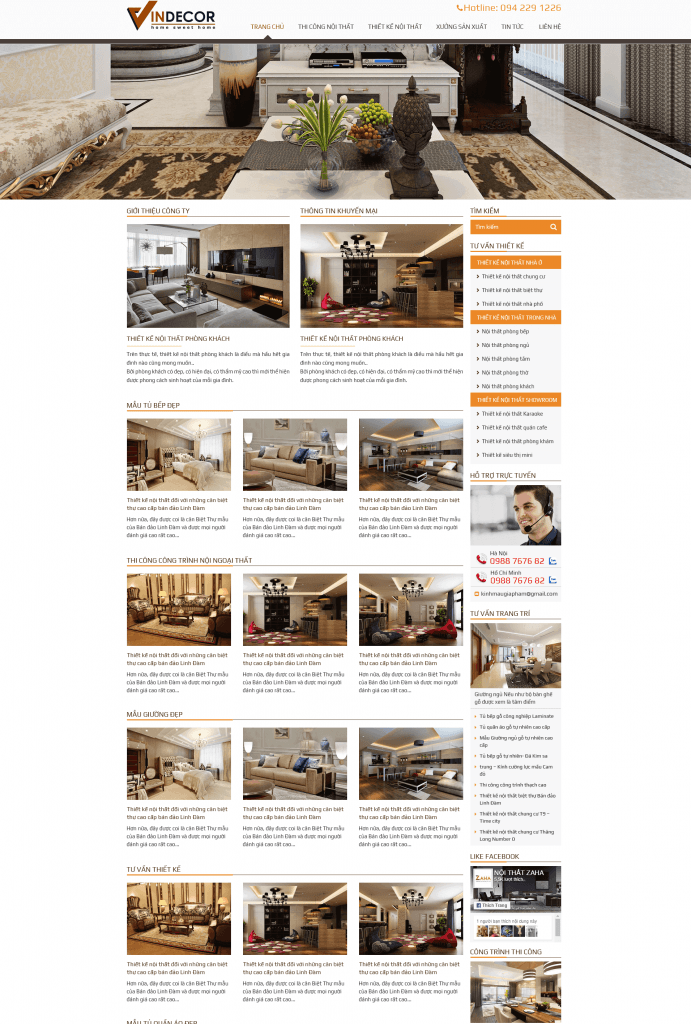 VINDECOR
home sweet home
Hotline: 094 229 1226
TRANG CHỦ THI CÔNG NỘI THẤT THIẾT KẾ NỘI THẤT XƯỞNG SẢN XUẤT TIN TỨC LIÊN HỆ
GIỚI THIỆU CÔNG TY
THIẾT KẾ NỘI THẤT PHÒNG KHÁCH
Trên thực tế, thiết kế nội thất phòng khách là điều mà hầu hết gia
đình nào cũng mong muốn...
Bởi phòng khách có đẹp, có hiện đại, có thẩm mỹ cao thì mới thể hiện
được phong cách sinh hoạt của mỗi gia đình.
THÔNG TIN KHUYẾN MẠI
THIẾT KẾ NỘI THẤT PHÒNG KHÁCH
Trên thực tế, thiết kế nội thất phòng khách là điều mà hầu hết gia
đình nào cũng mong muốn...
Bởi phòng khách có đẹp, có hiện đại, có thẩm mỹ cao thì mới thể hiện
được phong cách sinh hoạt của mỗi gia đình.
MẪU TỦ BẾP ĐẸP
Thiết kế nội thất đối với những căn biệt
thự cao cấp bán đảo Linh Đàm
Hơn nữa, đây được coi là căn Biệt Thự mẫu
của Bán đảo Linh Đàm và được mọi người
đánh giá cao rất cao...
Thiết kế nội thất đối với những căn biệt
thự cao cấp bán đảo Linh Đàm
Hơn nữa, đây được coi là căn Biệt Thự mẫu
của Bán đảo Linh Đàm và được mọi người
đánh giá cao rất cao...
Thiết kế nội thất đối với những căn biệt
thự cao cấp bán đảo Linh Đàm
Hơn nữa, đây được coi là căn Biệt Thự mẫu
của Bán đảo Linh Đàm và được mọi người
đánh giá cao rất cao...
THI CÔNG CÔNG TRÌNH NỘI NGOẠI THẤT
Thiết kế nội thất đối với những căn biệt
thự cao cấp bán đảo Linh Đàm
Hơn nữa, đây được coi là căn Biệt Thự mẫu
của Bán đảo Linh Đàm và được mọi người
đánh giá cao rất cao...
Thiết kế nội thất đối với những căn biệt
thự cao cấp bán đảo Linh Đàm
Hơn nữa, đây được coi là căn Biệt Thự mẫu
của Bán đảo Linh Đàm và được mọi người
đánh giá cao rất cao...
Thiết kế nội thất đối với những căn biệt
thự cao cấp bán đảo Linh Đàm
Hơn nữa, đây được coi là căn Biệt Thự mẫu
của Bán đảo Linh Đàm và được mọi người
đánh giá cao rất cao...
MẪU GIƯỜNG ĐẸP
Thiết kế nội thất đối với những căn biệt
thự cao cấp bán đảo Linh Đàm
Hơn nữa, đây được coi là căn Biệt Thự mẫu
của Bán đảo Linh Đàm và được mọi người
đánh giá cao rất cao...
Thiết kế nội thất đối với những căn biệt
thự cao cấp bán đảo Linh Đàm
Hơn nữa, đây được coi là căn Biệt Thự mẫu
của Bán đảo Linh Đàm và được mọi người
đánh giá cao rất cao...
Thiết kế nội thất đối với những căn biệt
thự cao cấp bán đảo Linh Đàm
Hơn nữa, đây được coi là căn Biệt Thự mẫu
của Bán đảo Linh Đàm và được mọi người
đánh giá cao rất cao...
TƯ VẤN THIẾT KẾ
Thiết kế nội thất đối với những căn biệt
thự cao cấp bán đảo Linh Đàm
Hơn nữa, đây được coi là căn Biệt Thự mẫu
của Bán đảo Linh Đàm và được mọi người
đánh giá cao rất cao...
Thiết kế nội thất đối với những căn biệt
thự cao cấp bán đảo Linh Đàm
Hơn nữa, đây được coi là căn Biệt Thự mẫu
của Bán đảo Linh Đàm và được mọi người
đánh giá cao rất cao...
Thiết kế nội thất đối với những căn biệt
thự cao cấp bán đảo Linh Đàm
Hơn nữa, đây được coi là căn Biệt Thự mẫu
của Bán đảo Linh Đàm và được mọi người
đánh giá cao rất cao...
MẪU TỦ QUẦN ÁO ĐẸP
TÌM KIẾM
Tìm kiếm
TƯ VẤN THIẾT KẾ
THIẾT KẾ NỘI THẤT NHÀ Ở
Thiết kế nội thất chung cư
Thiết kế nội thất biệt thự
Thiết kế nội thất nhà phố
THIẾT KẾ NỘI THẤT TRONG NHÀ
Nội thất phòng bếp
Nội thất phòng ngủ
Nội thất phòng tắm
Nội thất phòng thờ
Nội thất phòng khách
THIẾT KẾ NỘI THẤT SHOWROOM
Thiết kế nội thất Karaoke
Thiết kế nội thất quán cafe
Thiết kế nội thất phòng khám
Thiết kế siêu thị mini
HỖ TRỢ TRỰC TUYẾN
Hà Nội
0988 7676 82
Hồ Chí Minh
0988 7676 82
kinhmaugiapham@gmail.com
TƯ VẤN TRANG TRÍ
Giường ngủ Nếu như bộ bàn ghế
gỗ được xem là tâm điểm
Tủ bếp gỗ công nghiệp Laminate
Tủ quần áo gỗ tự nhiên cao cấp
Mẫu Giường ngủ gỗ tự nhiên cao
cấp
Tủ bếp gỗ tự nhiên- Đá Kim sa
trung – Kính cường lực mầu Cam
đỏ
Thi công công trình thạch cao
Thiết kế nội thất biệt thự Bán đảo
Linh Đàm
Thiết kế nội thất chung cư T9 –
Time city
Thiết kế nội thất chung cư Thăng
Long Number 0
LIKE FACEBOOK
ZAHA
NỘI THẤT ZAHA
5,9K lượt thích
Thích Trang
1 người bạn thích nội dung này
CÔNG TRÌNH THI CÔNG